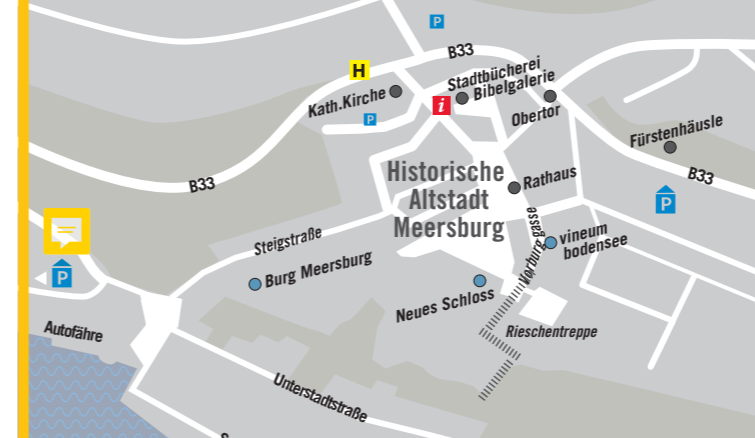 P
B33
H
Stadtbücherei
Bibelgalerie
Kath.Kirche
i
P
Obertor
Fürstenhäusle
B33
B33
Historische
Altstadt
Meersburg
Rathaus
P
Vorburggasse
vineum
bodensee
Steigstraße
Burg Meersburg
P
Neues Schloss
Rieschentreppe
Autofähre
Unterstadtstraße